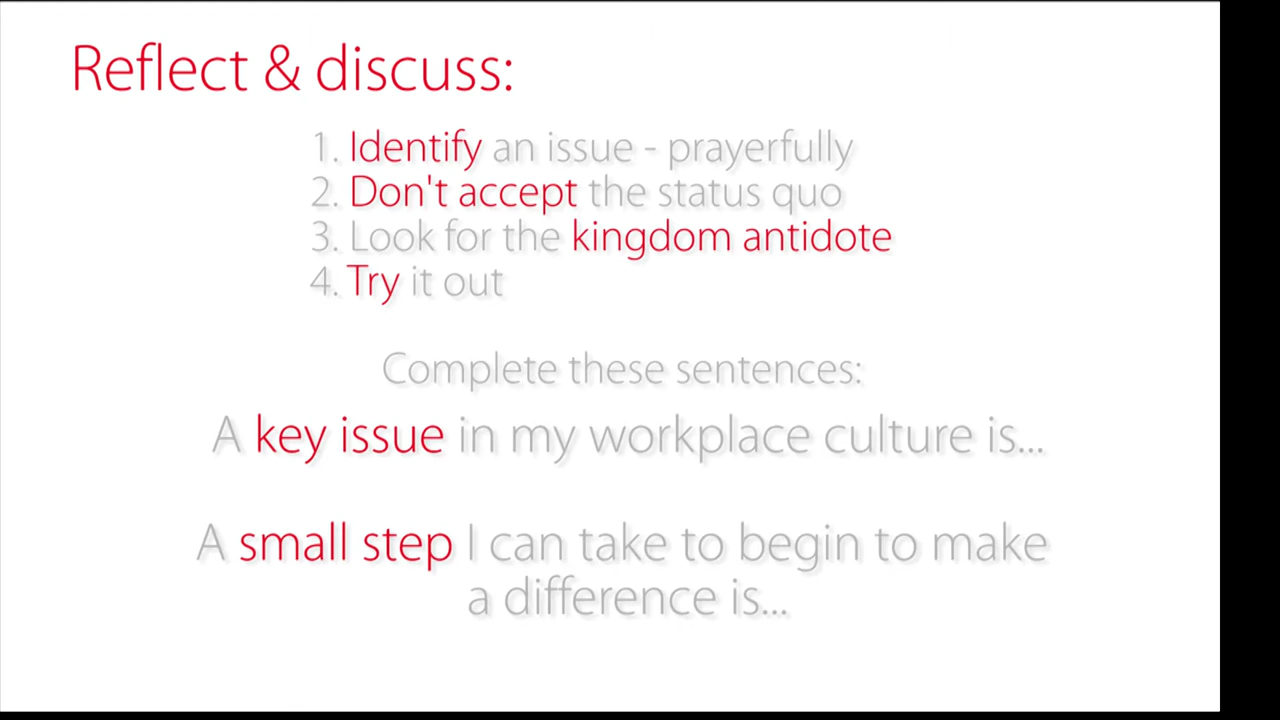 Reflect & discuss:
1. Identify an issue - prayerfully
2. Don't accept the status quo
3. Look for the kingdom antidote
4. Try it out
Complete these sentences:
A key issue in my workplace culture is...
A small step I can take to begin to make
a difference is...